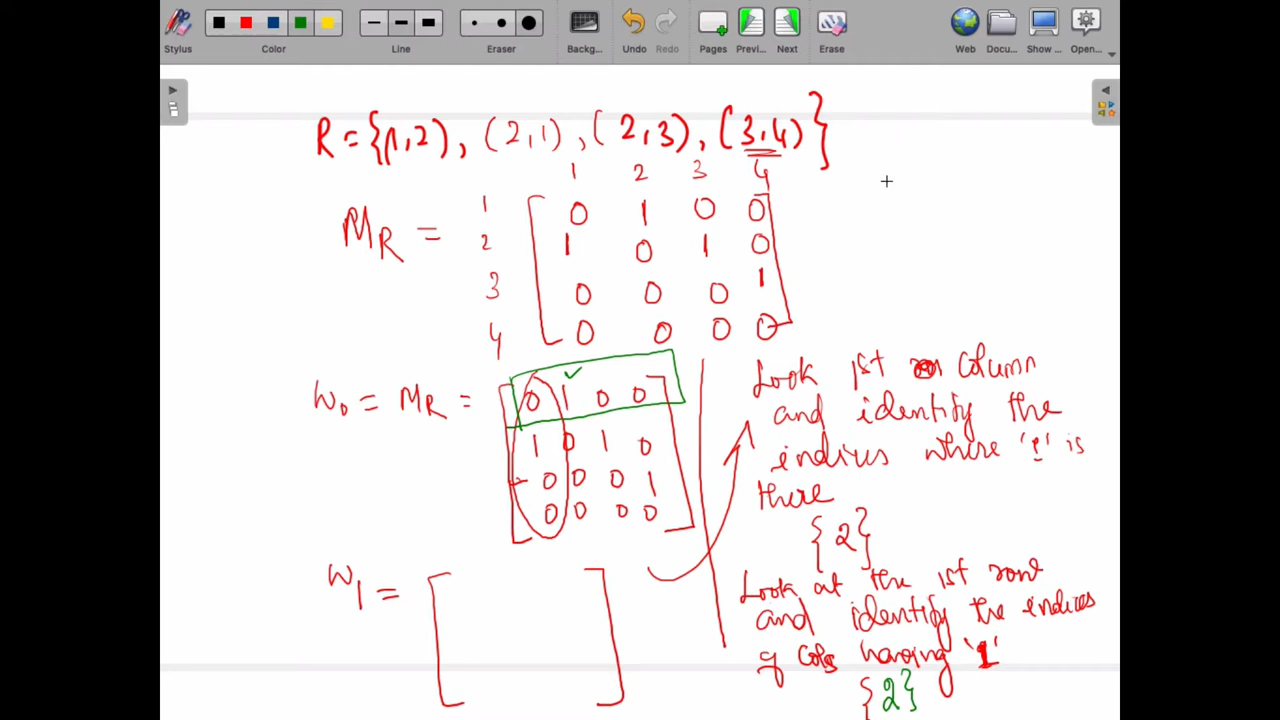 Stylus Color Line Eraser Backg... Undo Redo Pages Previ... Next Erase Web Docu... Show ... Open...
R = {(1,2), (2,1), (2,3), (3,4)}
1 2 3 4
1 0 1 0 0
MR = 2 1 0 1 0
3 0 0 0 1
4 0 0 0 0
W0 = MR = 0 1 0 0
1 0 1 0
0 0 0 1
0 0 0 0
Look 1st column
and identify the
indices where '1' is
there
{2}
W1 =
Look at the 1st row
and identify the indices
of cols having '1'
{2}